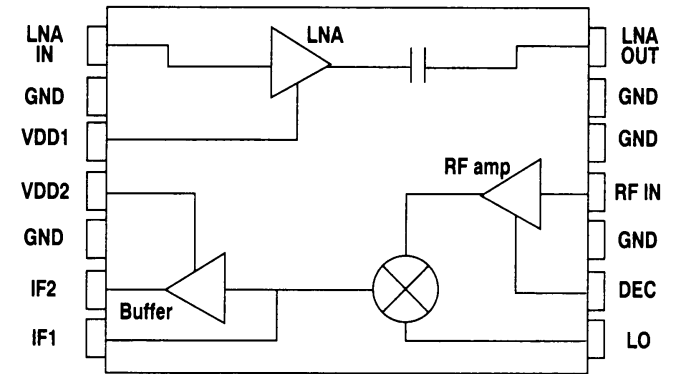 LNA
IN
GND
VDD1
VDD2
GND
IF2
IF1
LNA
RF amp
Buffer
LNA
OUT
GND
GND
RF IN
GND
DEC
LO